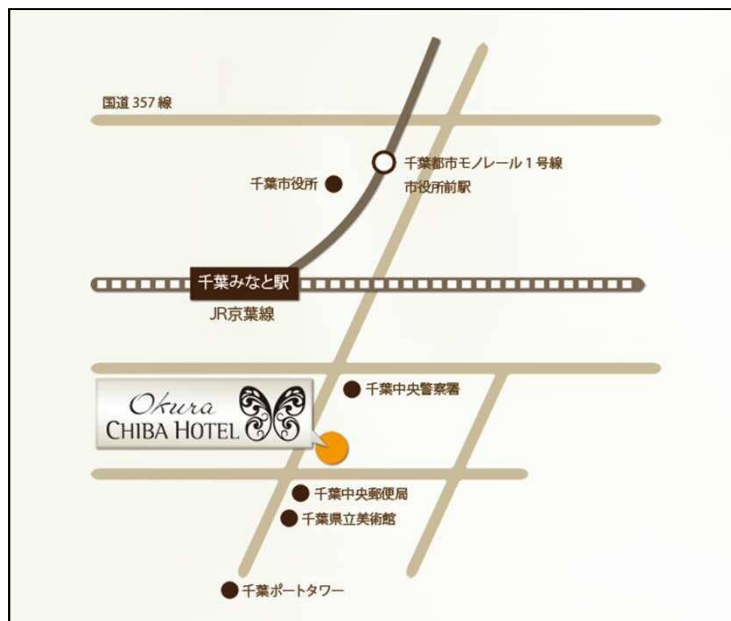 国道357線
千葉都市モノレール1号線
市役所前駅
千葉市役所
千葉みなと駅
JR京葉線
千葉中央警察署
Okura
CHIBA HOTEL
千葉中央郵便局
千葉県立美術館
千葉ポートタワー